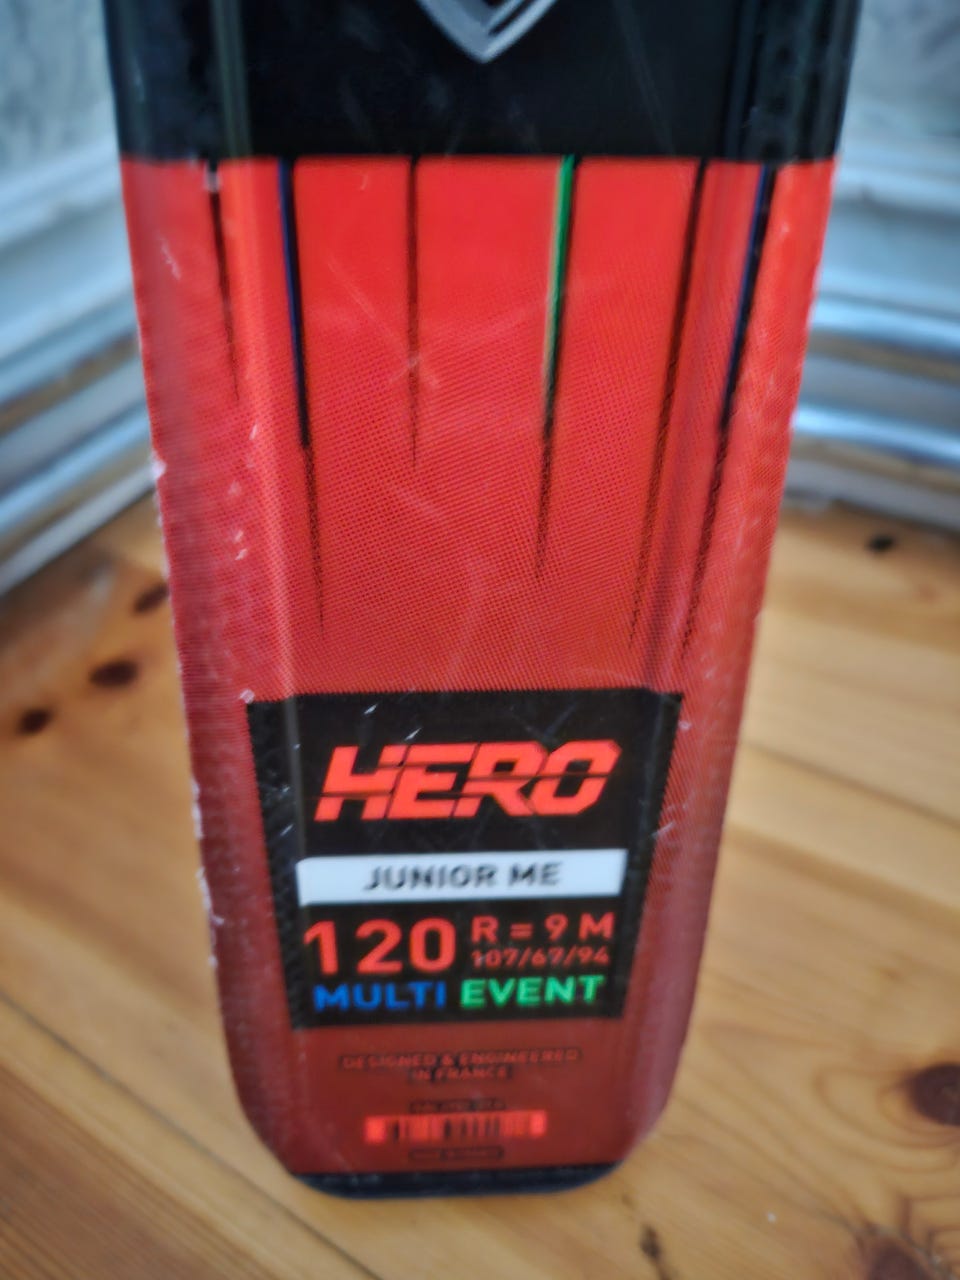 HERO
JUNIOR ME
120 R = 9 M
107/67/94
MULTI EVENT
DESIGNED & ENGINEERED
IN FRANCE